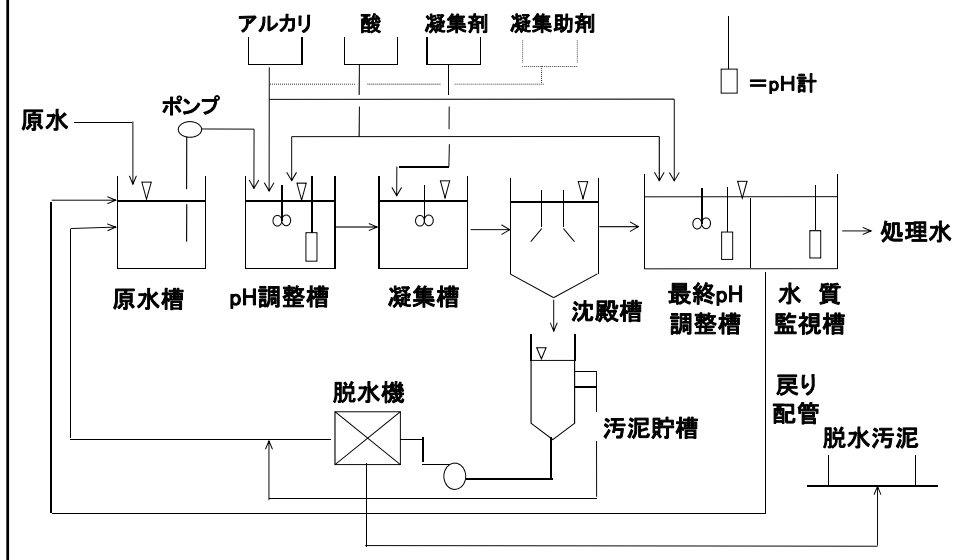 アルカリ
酸
凝集剤
凝集助剤
=pH計
原水
ポンプ
処理水
原水槽
pH調整槽
凝集槽
沈殿槽
最終pH
調整槽
水 質
監視槽
戻り
配管
脱水機
汚泥貯槽
脱水汚泥